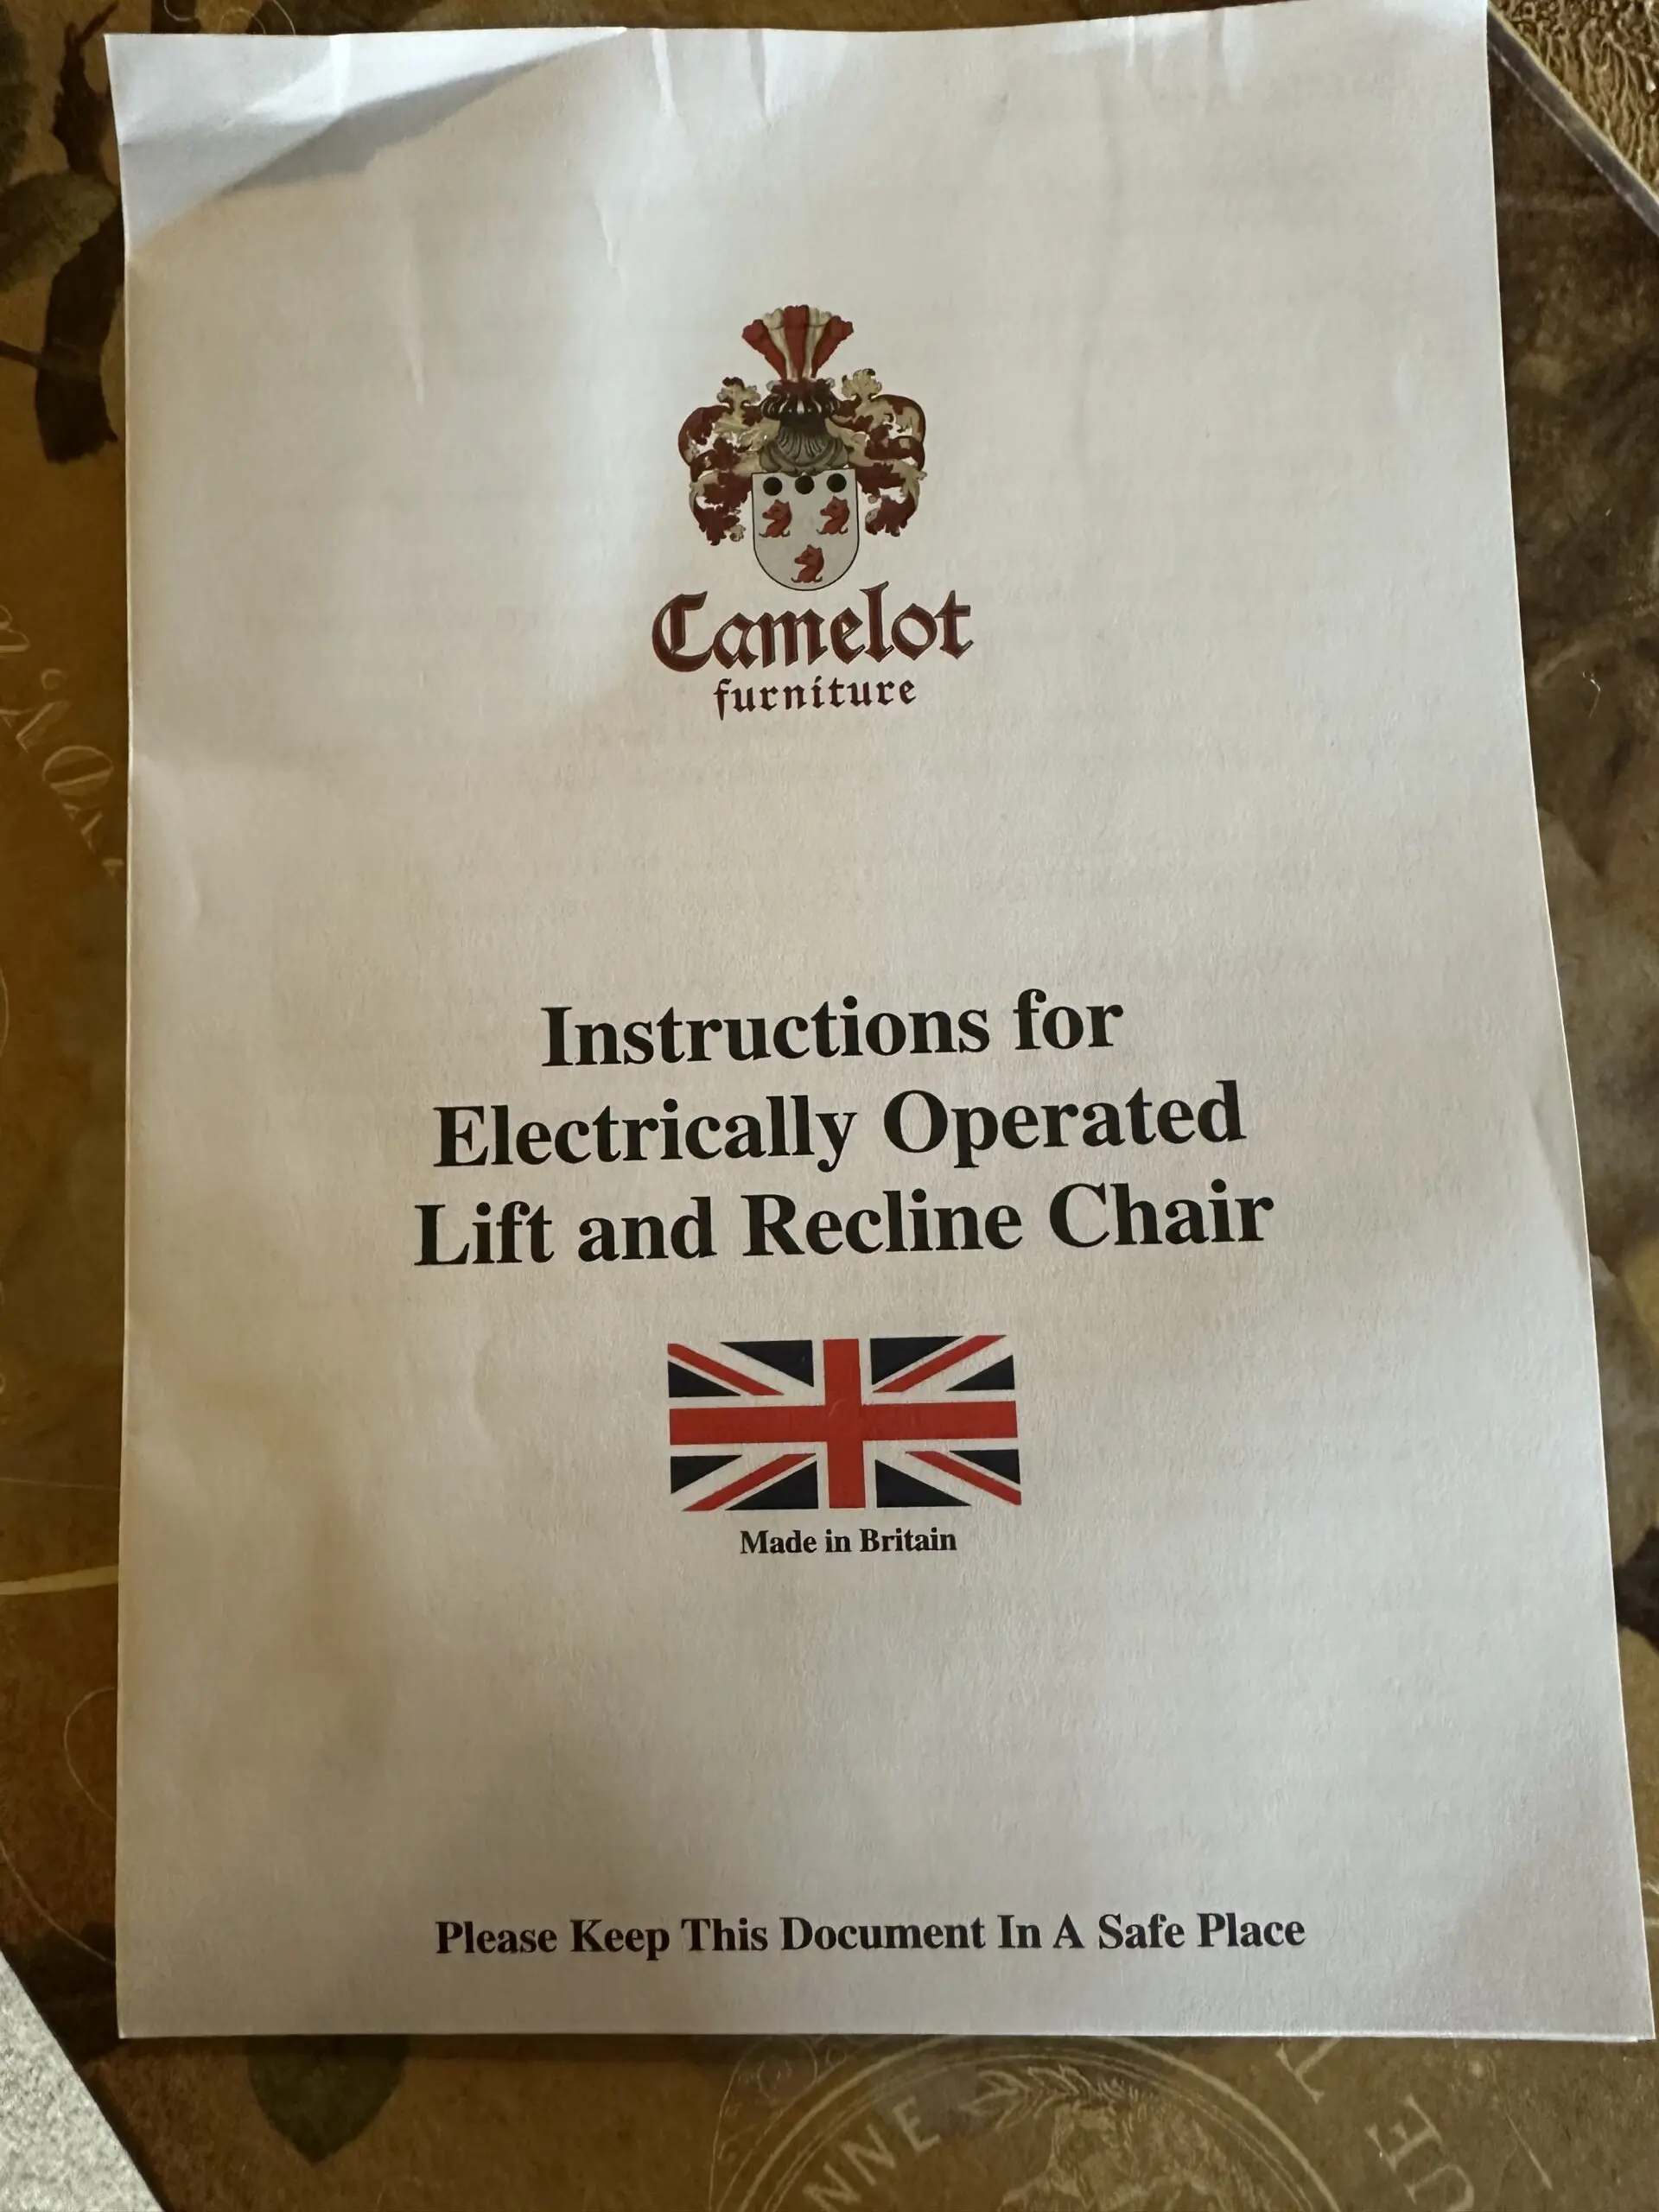 Camelot
furniture
Instructions for
Electrically Operated
Lift and Recline Chair
Made in Britain
Please Keep This Document In A Safe Place
NNE